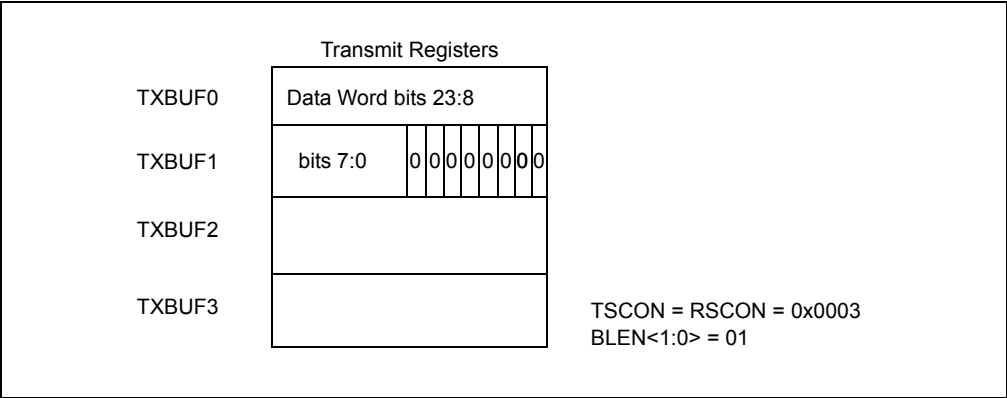 Transmit Registers
TXBUF0 Data Word bits 23:8
TXBUF1 bits 7:0 0 0 0 0 0 0 0 0
TXBUF2
TXBUF3
TSCON = RSCON = 0x0003
BLEN<1:0> = 01